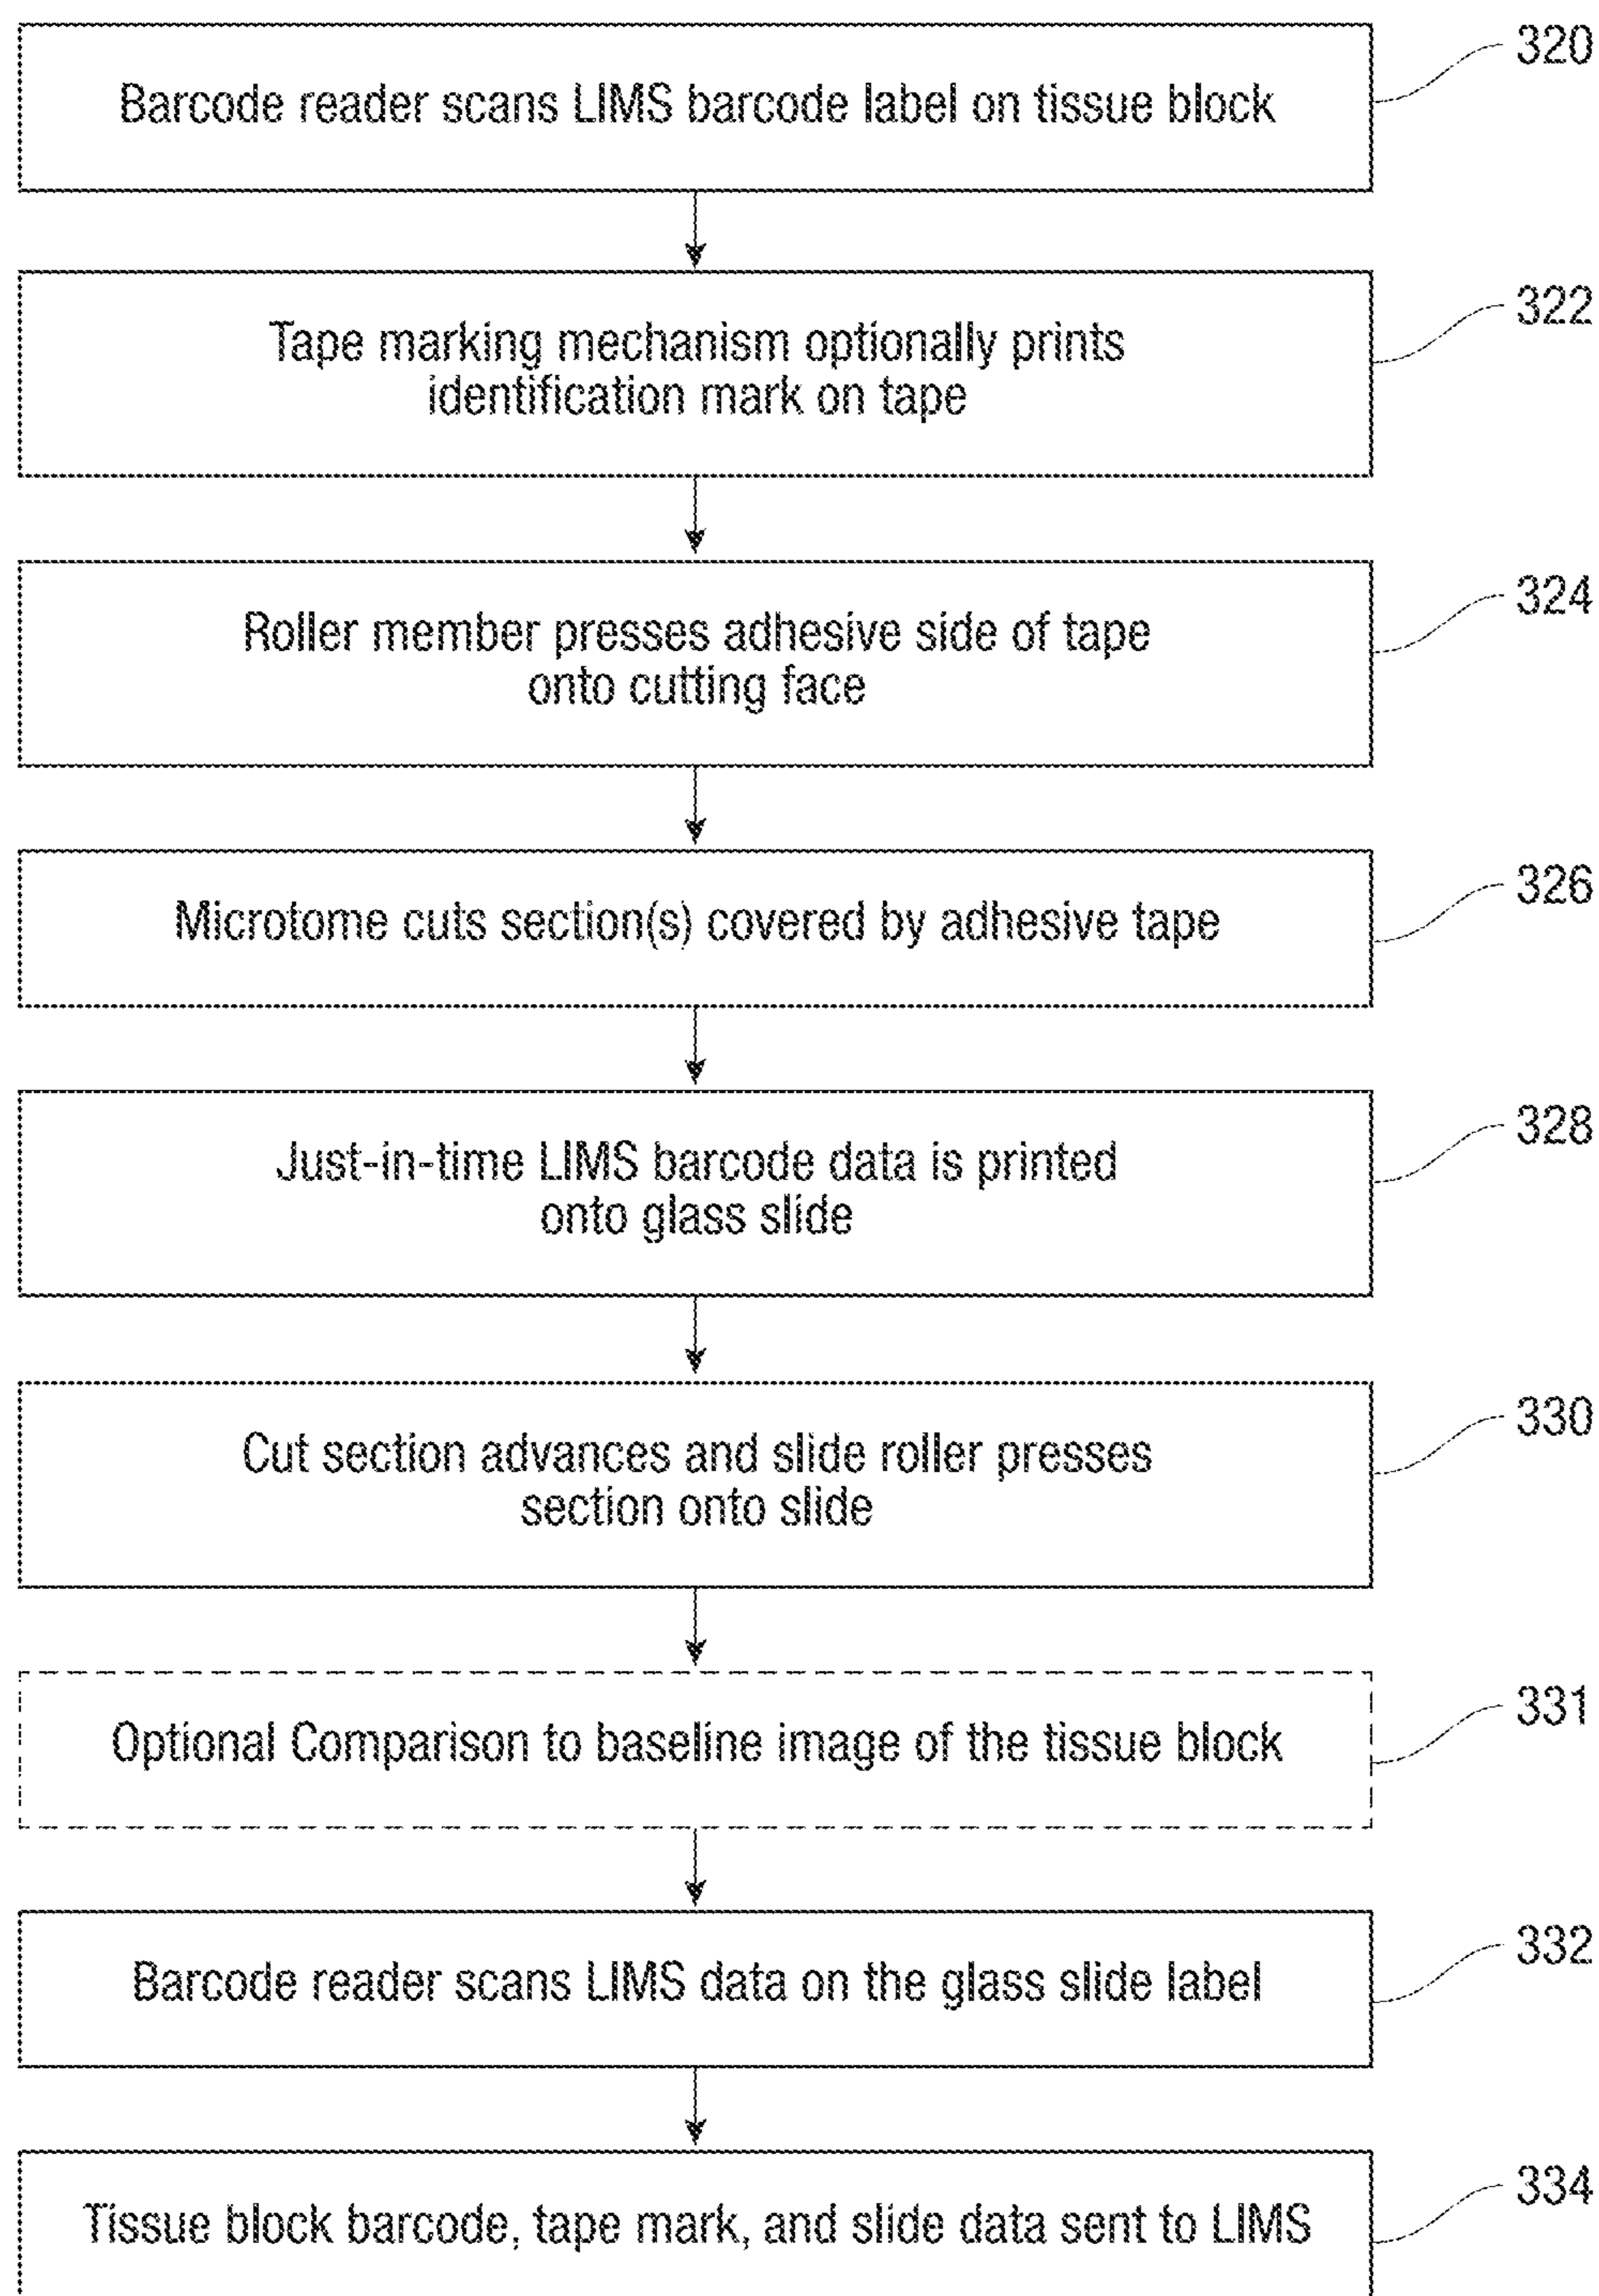 Barcode reader scans LIMS barcode label on tissue block
320
Tape marking mechanism optionally prints
identification mark on tape
322
Roller member presses adhesive side of tape
onto cutting face
324
Microtome cuts section(s) covered by adhesive tape
326
Just-in-time LIMS barcode data is printed
onto glass slide
328
Cut section advances and slide roller presses
section onto slide
330
Optional Comparison to baseline image of the tissue block
331
Barcode reader scans LIMS data on the glass slide label
332
Tissue block barcode, tape mark, and slide data sent to LIMS
334